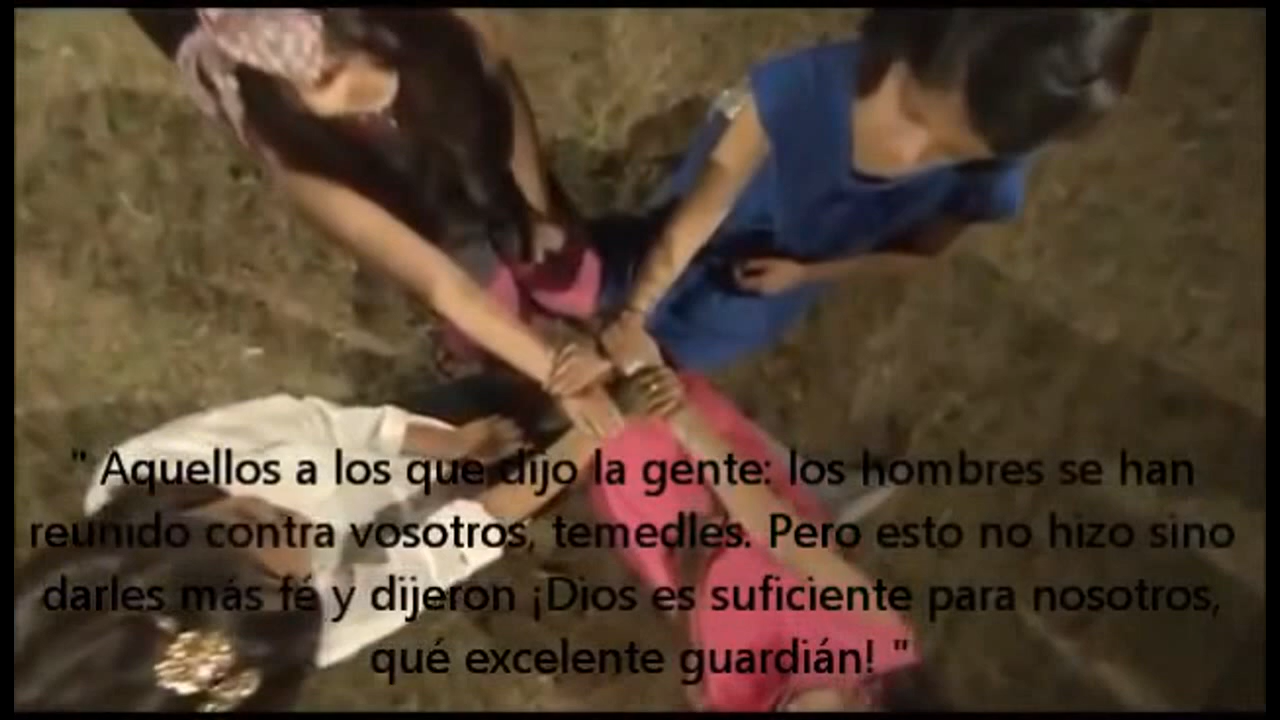 " Aquellos a los que dijo la gente: los hombres se han
reunido contra vosotros, temedles. Pero esto no hizo sino
darles más fé y dijeron ¡Dios es suficiente para nosotros,
qué excelente guardián! "